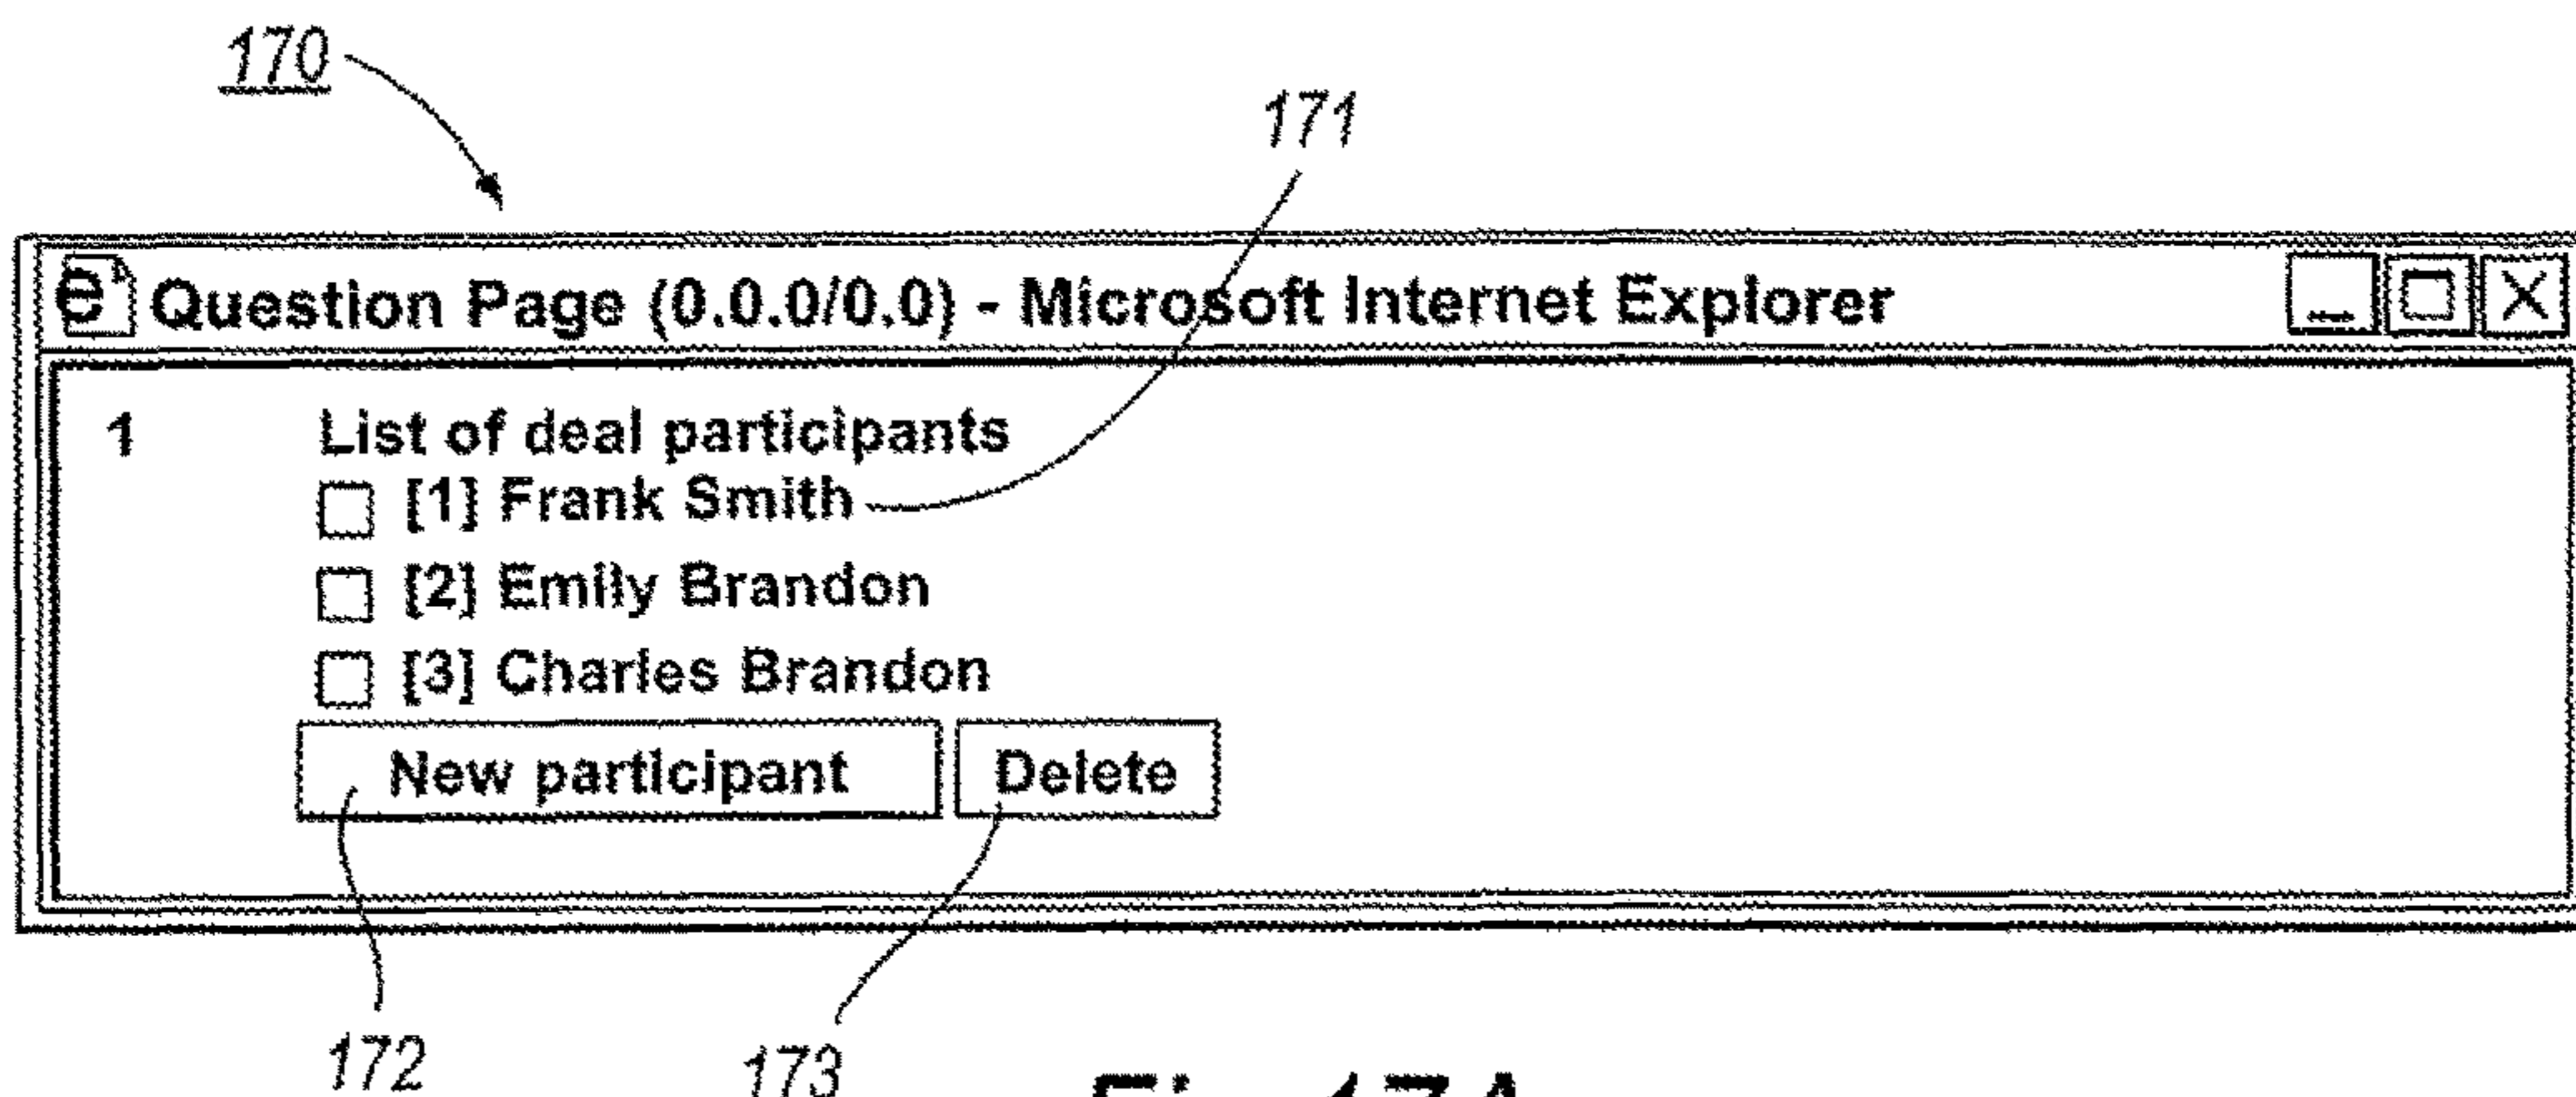 170
171
e Question Page (0.0.0/0.0) - Microsoft Internet Explorer
1 List of deal participants
[1] Frank Smith
[2] Emily Brandon
[3] Charles Brandon
New participant Delete
172 173